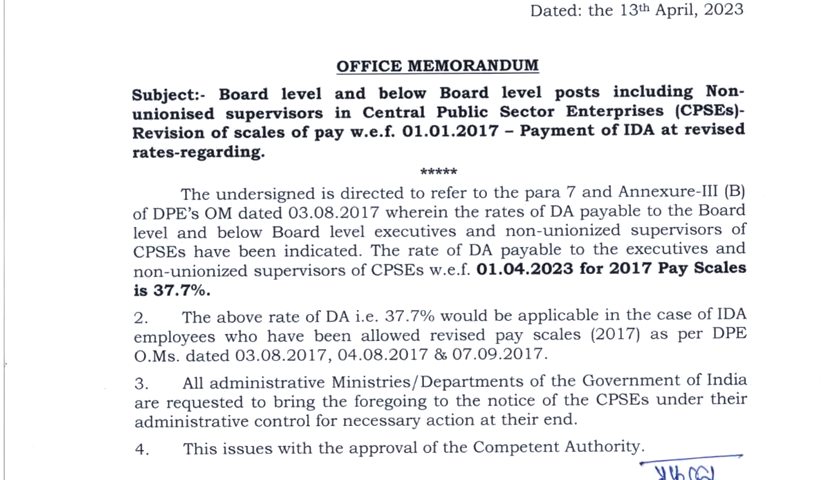 Dated: the 13th April, 2023
OFFICE MEMORANDUM
Subject:- Board level and below Board level posts including Non-
unionised supervisors in Central Public Sector Enterprises (CPSEs)-
Revision of scales of pay w.e.f. 01.01.2017 – Payment of IDA at revised
rates-regarding.
*****
The undersigned is directed to refer to the para 7 and Annexure-III (B)
of DPE's OM dated 03.08.2017 wherein the rates of DA payable to the Board
level and below Board level executives and non-unionized supervisors of
CPSEs have been indicated. The rate of DA payable to the executives and
non-unionized supervisors of CPSEs w.e.f. 01.04.2023 for 2017 Pay Scales
is 37.7%.
2. The above rate of DA i.e. 37.7% would be applicable in the case of IDA
employees who have been allowed revised pay scales (2017) as per DPE
O.Ms. dated 03.08.2017, 04.08.2017 & 07.09.2017.
3. All administrative Ministries/Departments of the Government of India
are requested to bring the foregoing to the notice of the CPSEs under their
administrative control for necessary action at their end.
4. This issues with the approval of the Competent Authority.